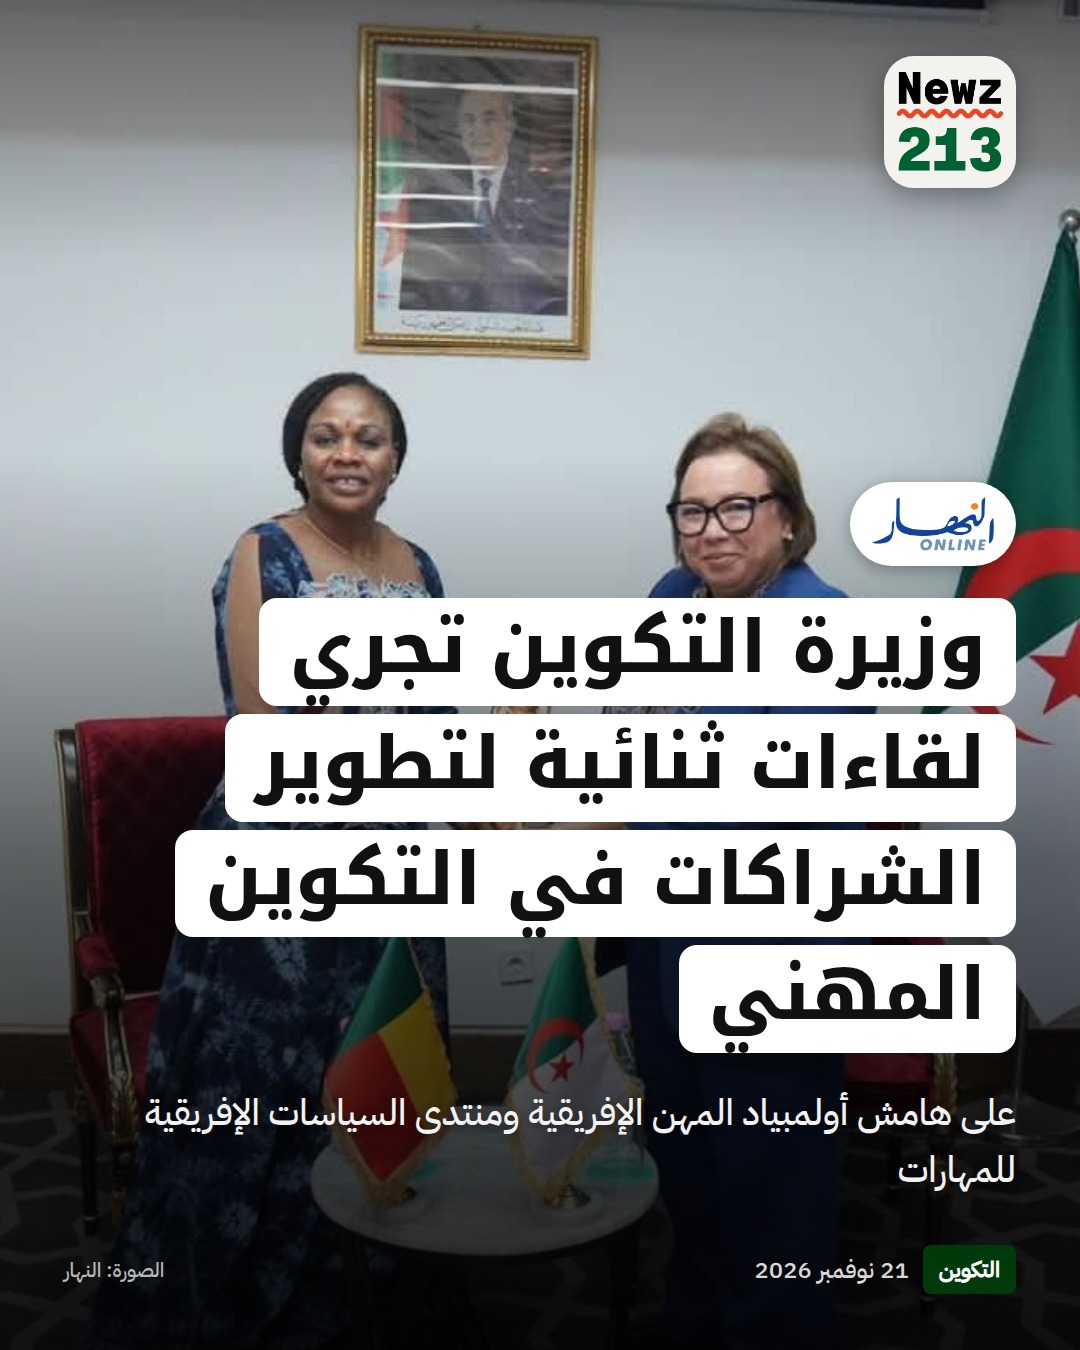 Newz
213
النهار
ONLINE
وزيرة التكوين تجري
لقاءات ثنائية لتطوير
الشراكات في التكوين
المهني
على هامش أولمبياد المهن الإفريقية ومنتدى السياسات الإفريقية
للمهارات
التكوين
21 نوفمبر 2026
الصورة: النهار